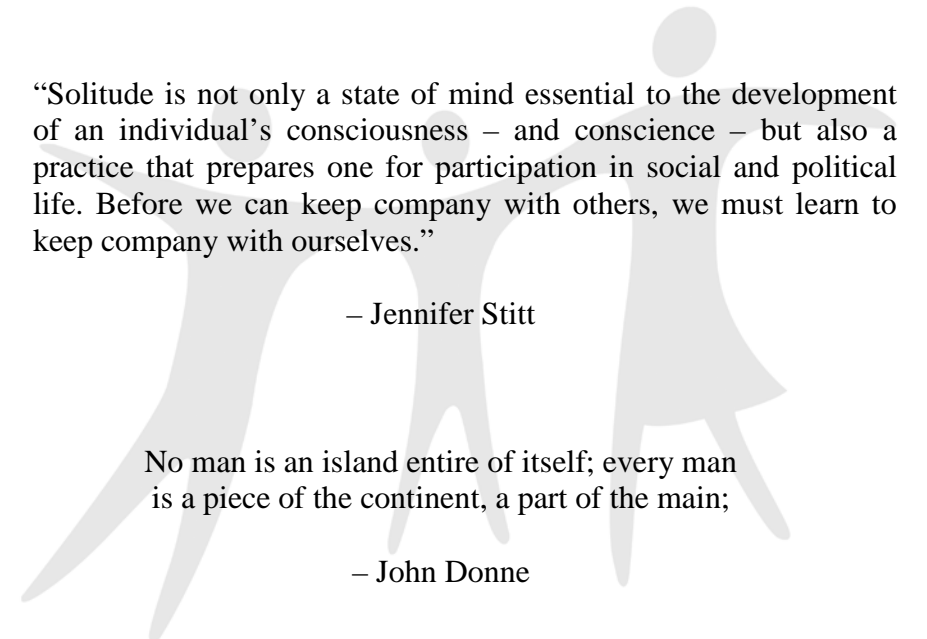 “Solitude is not only a state of mind essential to the development
of an individual’s consciousness – and conscience – but also a
practice that prepares one for participation in social and political
life. Before we can keep company with others, we must learn to
keep company with ourselves.”
– Jennifer Stitt
No man is an island entire of itself; every man
is a piece of the continent, a part of the main;
– John Donne